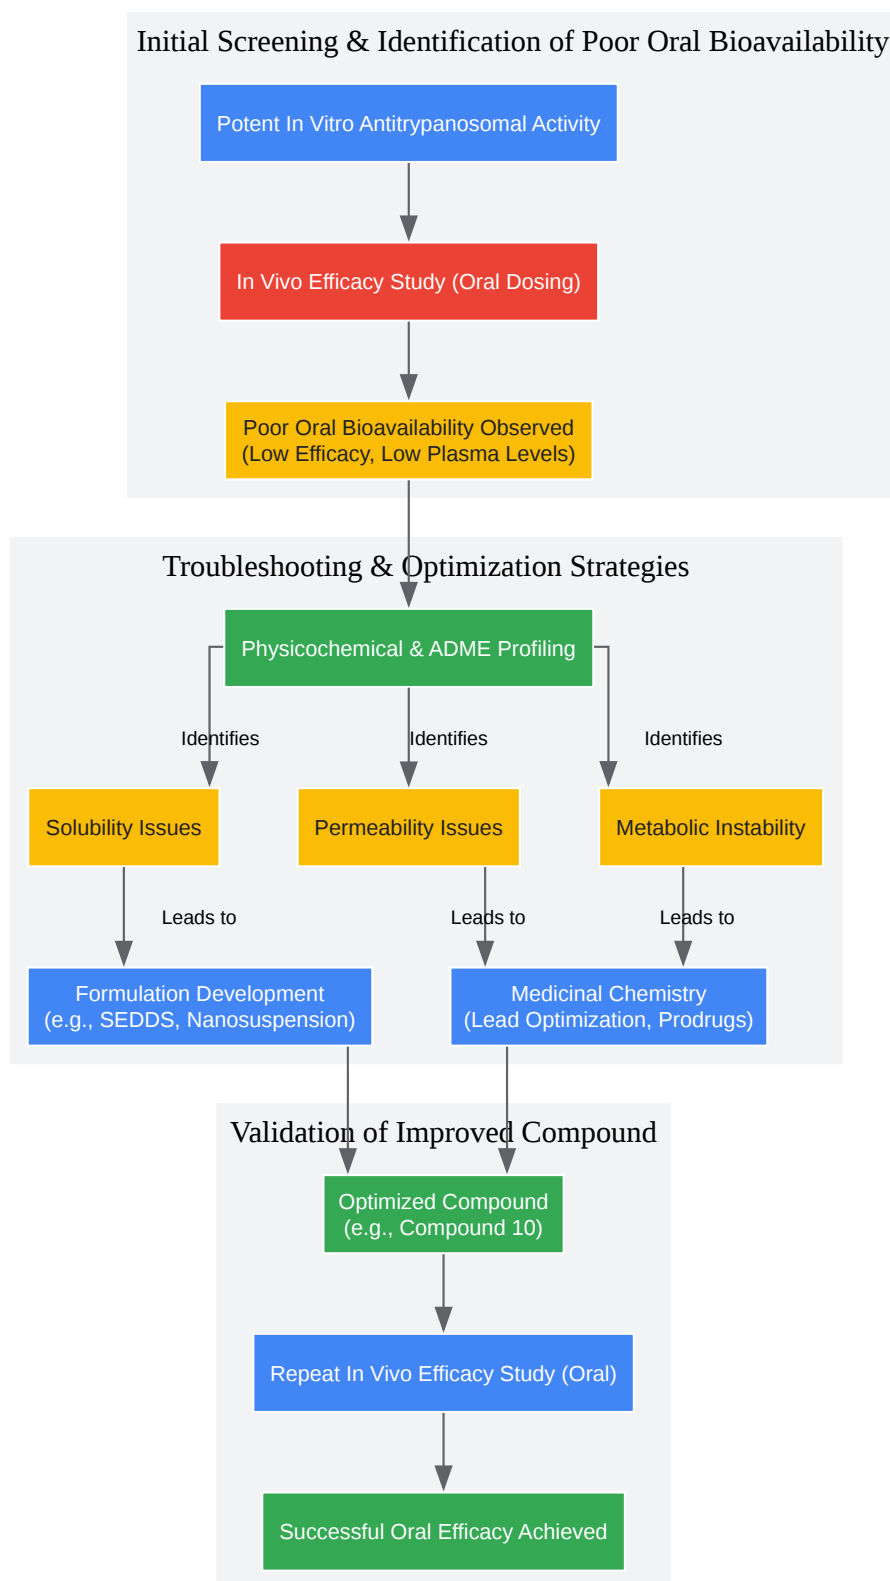 Initial Screening & Identification of Poor Oral Bioavailability
Potent In Vitro Antitrypanosomal Activity
In Vivo Efficacy Study (Oral Dosing)
Poor Oral Bioavailability Observed
(Low Efficacy, Low Plasma Levels)
Troubleshooting & Optimization Strategies
Physicochemical & ADME Profiling
Identifies
Identifies
Identifies
Solubility Issues
Permeability Issues
Metabolic Instability
Leads to
Leads to
Leads to
Formulation Development
(e.g., SEDDS, Nanosuspension)
Medicinal Chemistry
(Lead Optimization, Prodrugs)
Validation of Improved Compound
Optimized Compound
(e.g., Compound 10)
Repeat In Vivo Efficacy Study (Oral)
Successful Oral Efficacy Achieved